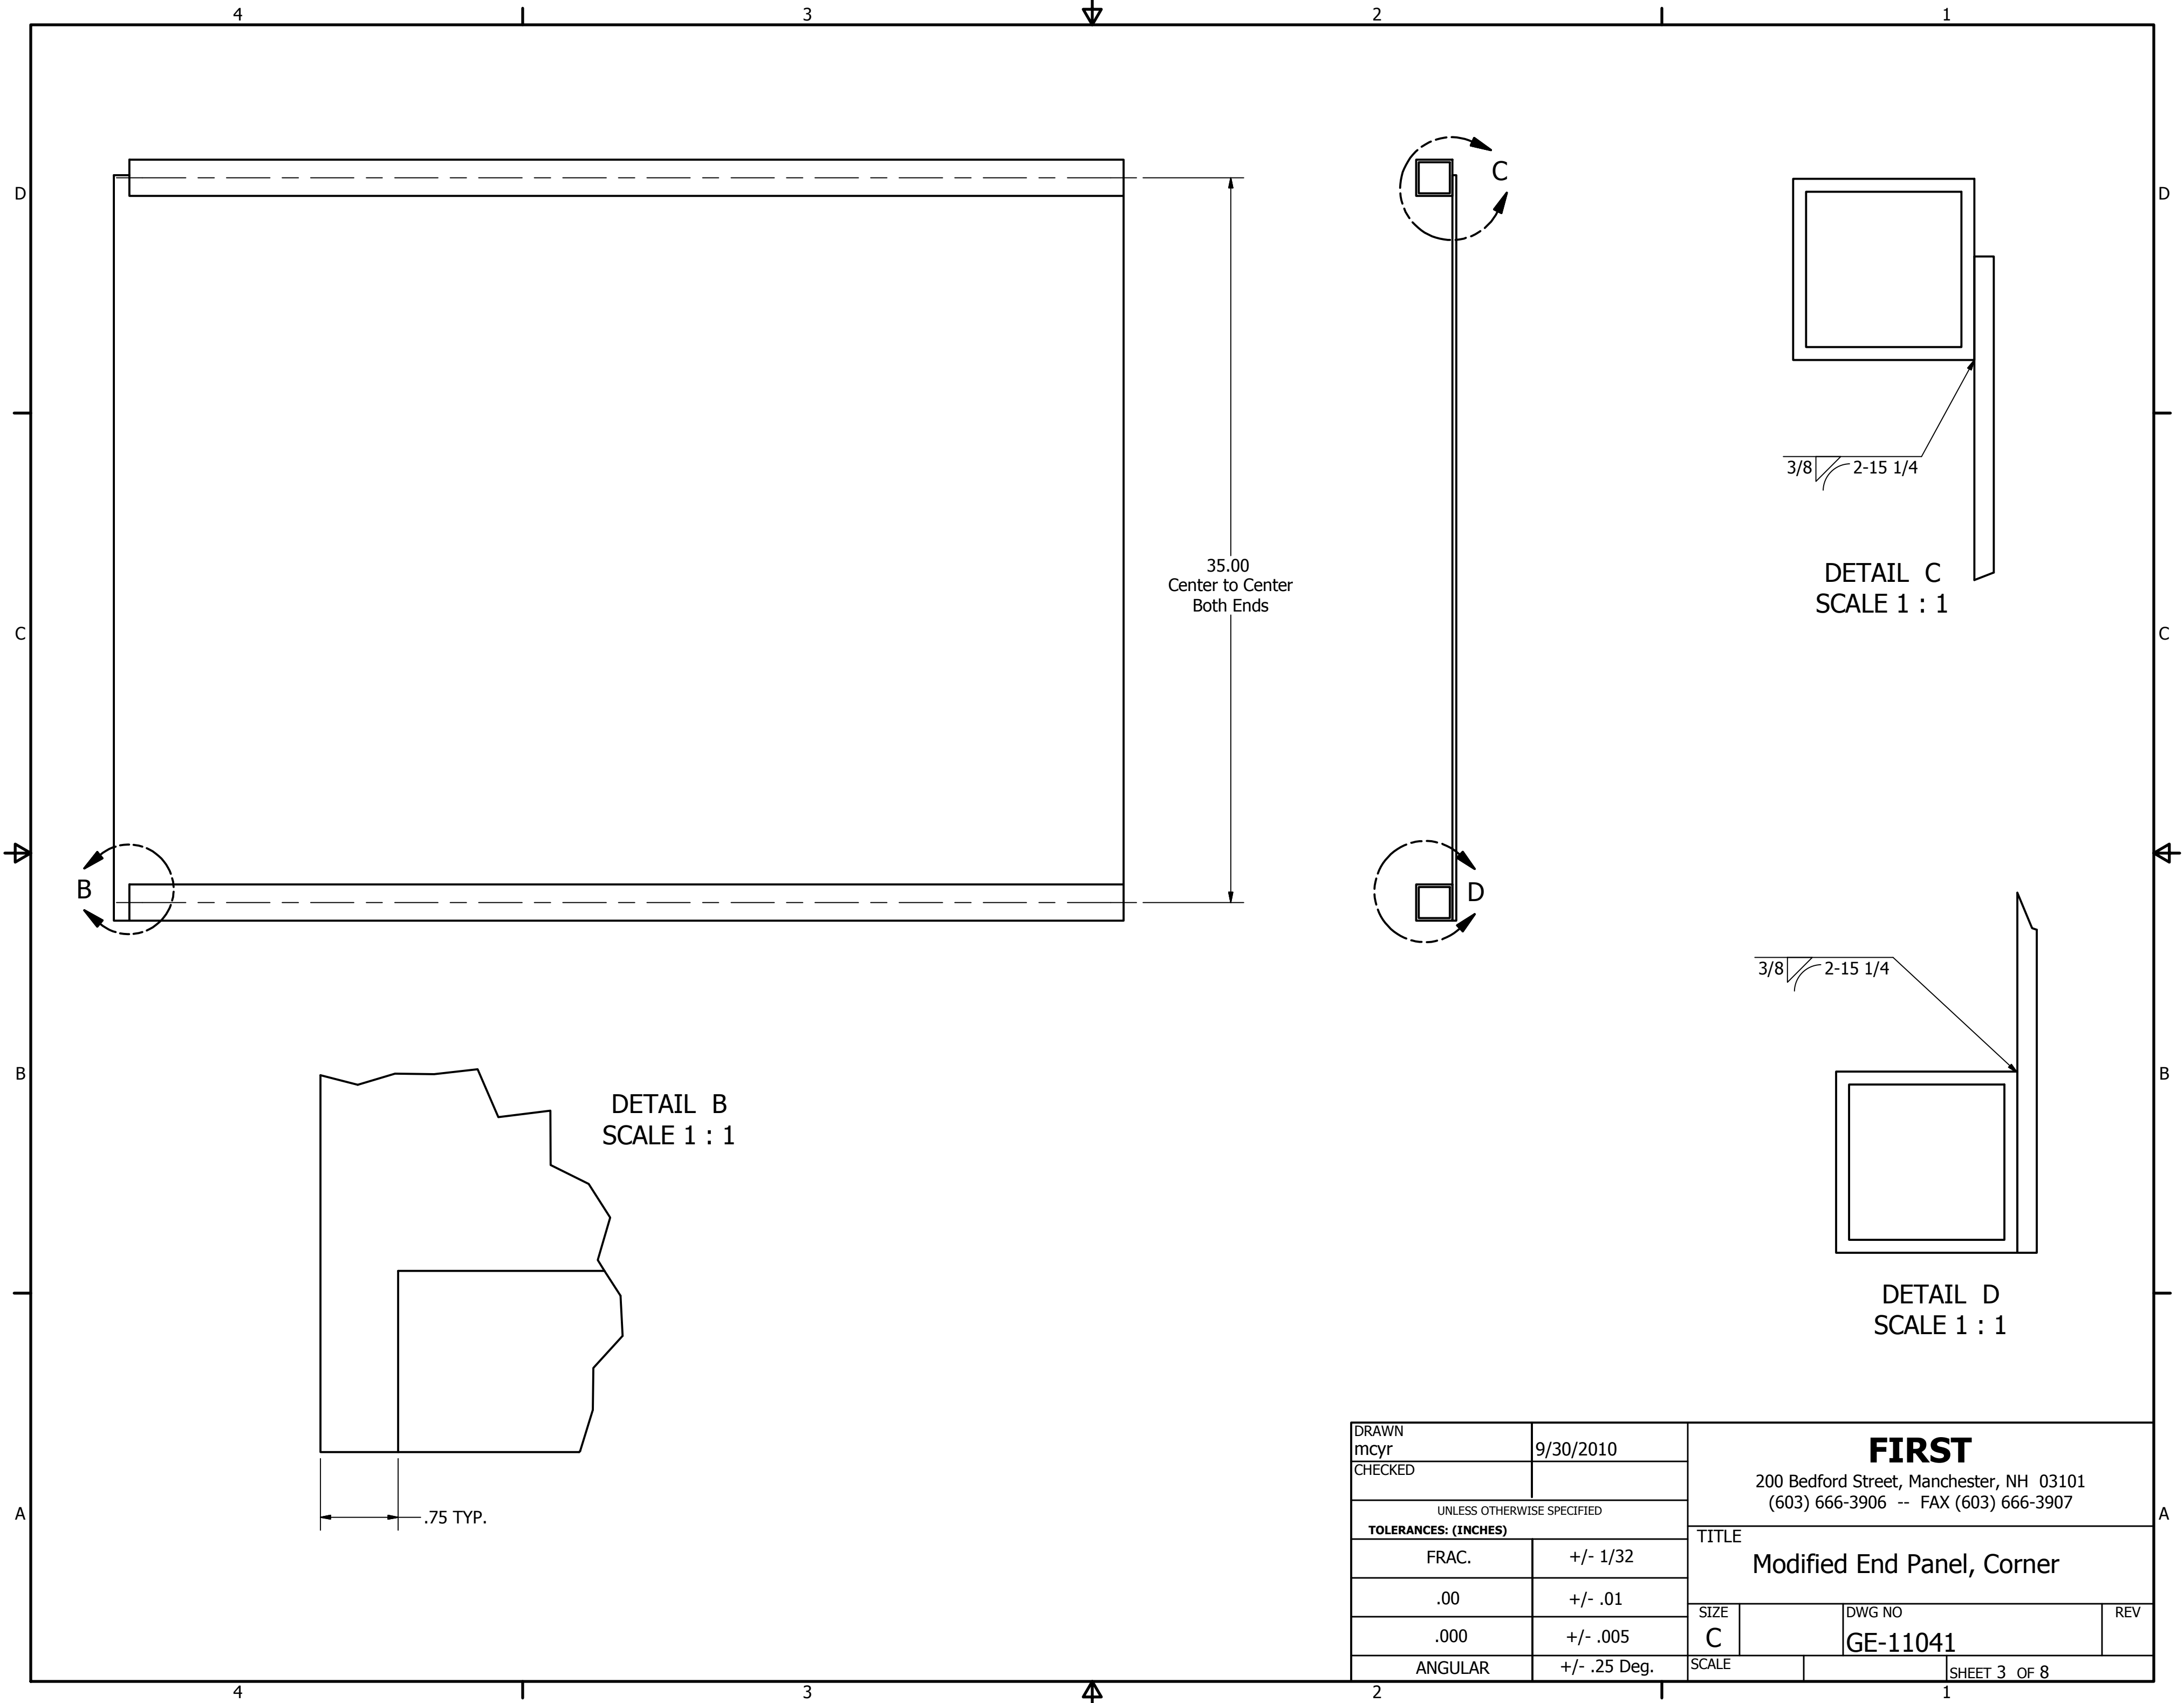 4 3 2 1
D D
C
35.00
Center to Center
Both Ends
3/8 2-15 1/4
DETAIL C
SCALE 1 : 1
C C
B D
3/8 2-15 1/4
B B
DETAIL B
SCALE 1 : 1
DETAIL D
SCALE 1 : 1
.75 TYP.
A A
DRAWN
mcyr 9/30/2010
CHECKED
UNLESS OTHERWISE SPECIFIED
TOLERANCES: (INCHES)
FRAC. +/- 1/32
.00 +/- .01
.000 +/- .005
ANGULAR +/- .25 Deg.
FIRST
200 Bedford Street, Manchester, NH 03101
(603) 666-3906 -- FAX (603) 666-3907
TITLE
Modified End Panel, Corner
SIZE
C
DWG NO
GE-11041
REV
SCALE
SHEET 3 OF 8
4 3 2 1